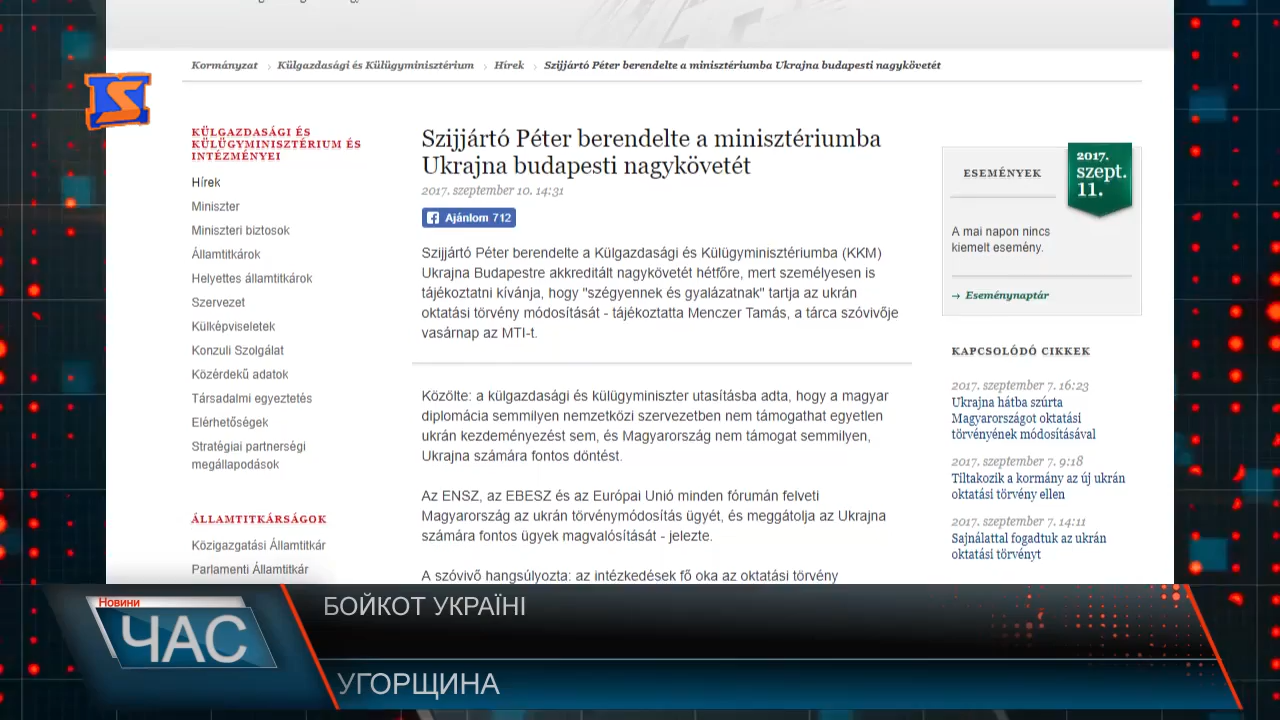 Kormányzat › Külgazdasági és Külügyminisztérium › Hírek › Szijjártó Péter berendelte a minisztériumba Ukrajna budapesti nagykövetét
KÜLGAZDASÁGI ÉS
KÜLÜGYMINISZTÉRIUM ÉS
INTÉZMÉNYEI
Hírek
Miniszter
Miniszteri biztosok
Államtitkárok
Helyettes államtitkárok
Szervezet
Külképviseletek
Konzuli Szolgálat
Közérdekű adatok
Társadalmi egyeztetés
Elérhetőségek
Stratégiai partnerségi
megállapodások
ÁLLAMTITKÁRSÁGOK
Közigazgatási Államtitkár
Parlamenti Államtitkár
Szijjártó Péter berendelte a minisztériumba
Ukrajna budapesti nagykövetét
2017. szeptember 10. 14:31
Ajánlom 712
Szijjártó Péter berendelte a Külgazdasági és Külügyminisztériumba (KKM)
Ukrajna Budapestre akkreditált nagykövetét hétfőre, mert személyesen is
tájékoztatni kívánja, hogy "szégyennek és gyalázatnak" tartja az ukrán
oktatási törvény módosítását - tájékoztatta Menczer Tamás, a tárca szóvivője
vasárnap az MTI-t.
Közölte: a külgazdasági és külügyminiszter utasításba adta, hogy a magyar
diplomácia semmilyen nemzetközi szervezetben nem támogathat egyetlen
ukrán kezdeményezést sem, és Magyarország nem támogat semmilyen,
Ukrajna számára fontos döntést.
Az ENSZ, az EBESZ és az Európai Unió minden fórumán felveti
Magyarország az ukrán törvénymódosítás ügyét, és meggátolja az Ukrajna
számára fontos ügyek magvalósítását - jelezte.
A szóvivő hangsúlyozta: az intézkedések fő oka az oktatási törvény
ESEMÉNYEK
2017.
szept.
11.
A mai napon nincs
kiemelt esemény.
→ Eseménynaptár
KAPCSOLÓDÓ CIKKEK
2017. szeptember 7. 16:23
Ukrajna hátba szúrta
Magyarországot oktatási
törvényének módosításával
2017. szeptember 7. 9:18
Tiltakozik a kormány az új ukrán
oktatási törvény ellen
2017. szeptember 7. 14:11
Sajnálattal fogadtuk az ukrán
oktatási törvényt
Новини
ЧАС
БОЙКОТ УКРАЇНІ
УГОРЩИНА